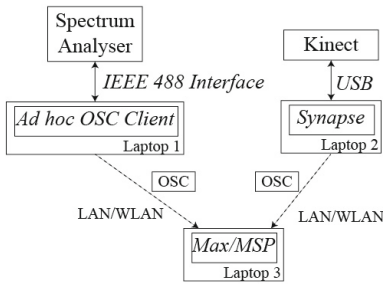 Spectrum
Analyser
Kinect
IEEE 488 Interface
USB
Ad hoc OSC Client
Laptop 1
Synapse
Laptop 2
OSC
OSC
LAN/WLAN
LAN/WLAN
Max/MSP
Laptop 3